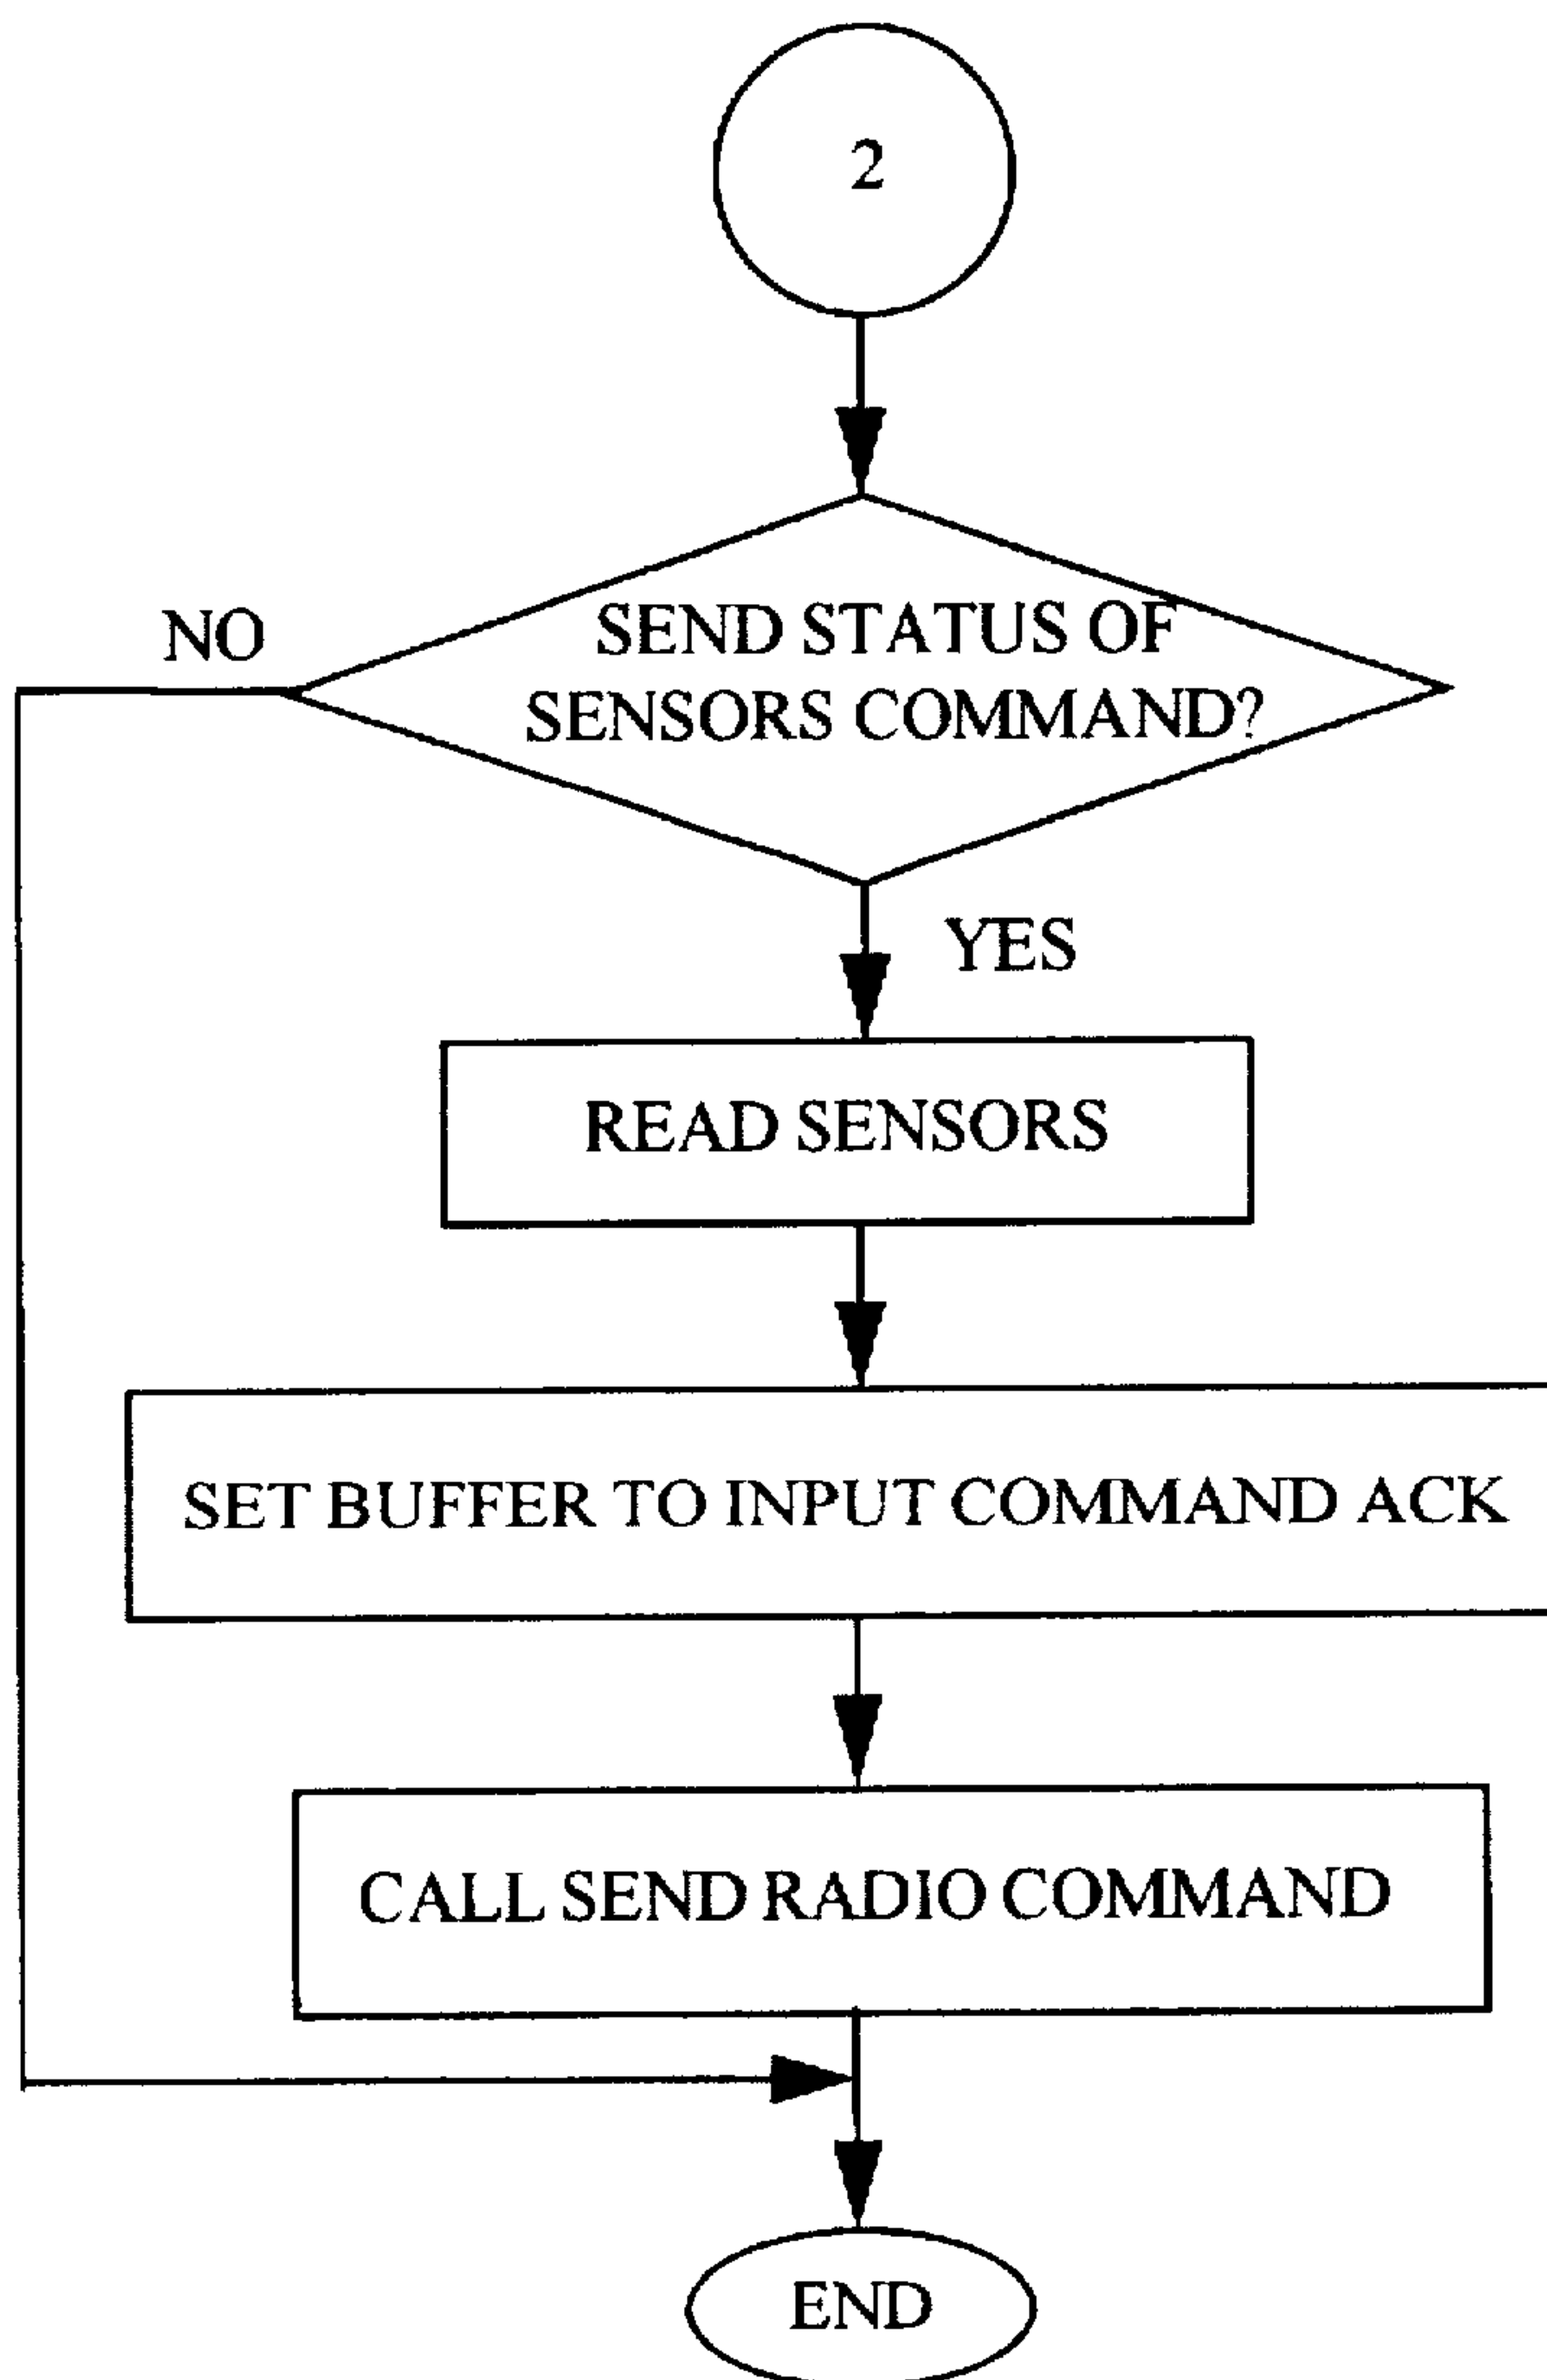 2
NO
SEND STATUS OF
SENSORS COMMAND?
YES
READ SENSORS
SET BUFFER TO INPUT COMMAND ACK
CALL SEND RADIO COMMAND
END